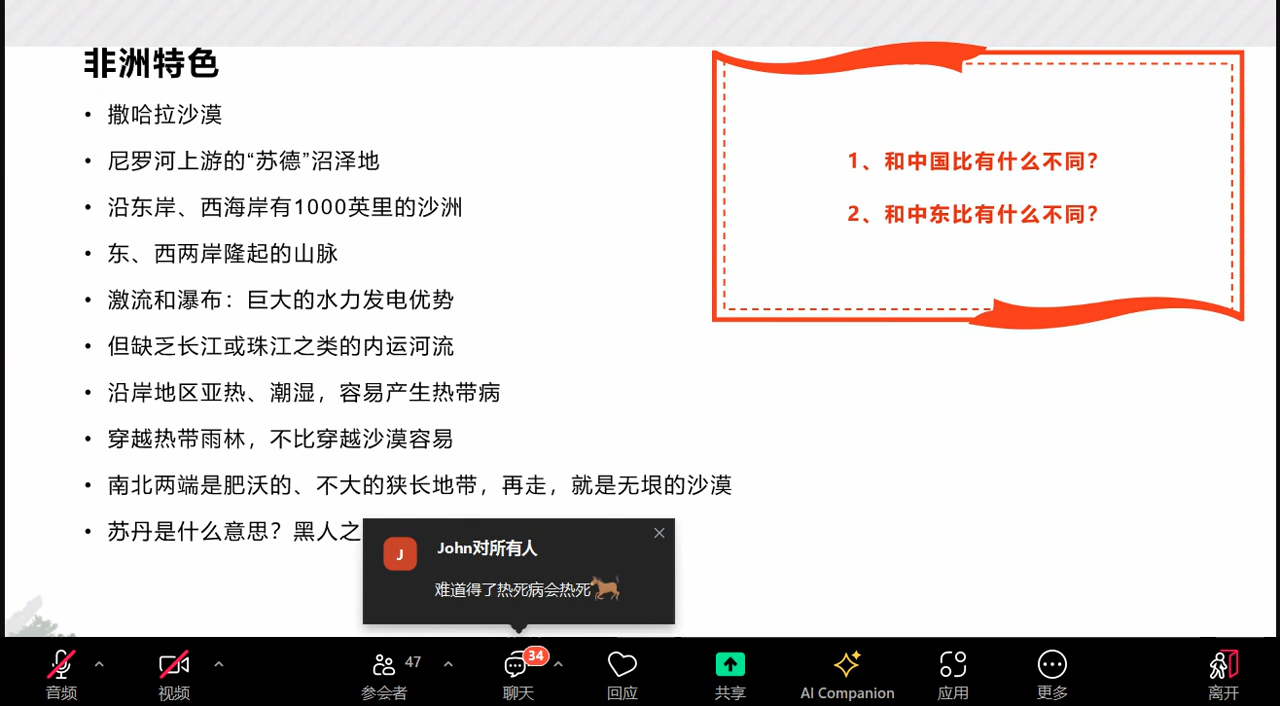 非洲特色
• 撒哈拉沙漠
• 尼罗河上游的“苏德”沼泽地
• 沿东岸、西海岸有1000英里的沙洲
• 东、西两岸隆起的山脉
• 激流和瀑布：巨大的水力发电优势
• 但缺乏长江或珠江之类的内运河流
• 沿岸地区亚热、潮湿，容易产生热带病
• 穿越热带雨林，不比穿越沙漠容易
• 南北两端是肥沃的、不大的狭长地带，再走，就是无垠的沙漠
• 苏丹是什么意思？黑人之
1、和中国比有什么不同？
2、和中东比有什么不同？
J
John对所有人
难道得了热死病会热死🐎
音频
视频
47
参会者
34
聊天
回应
共享
AI Companion
应用
更多
离开